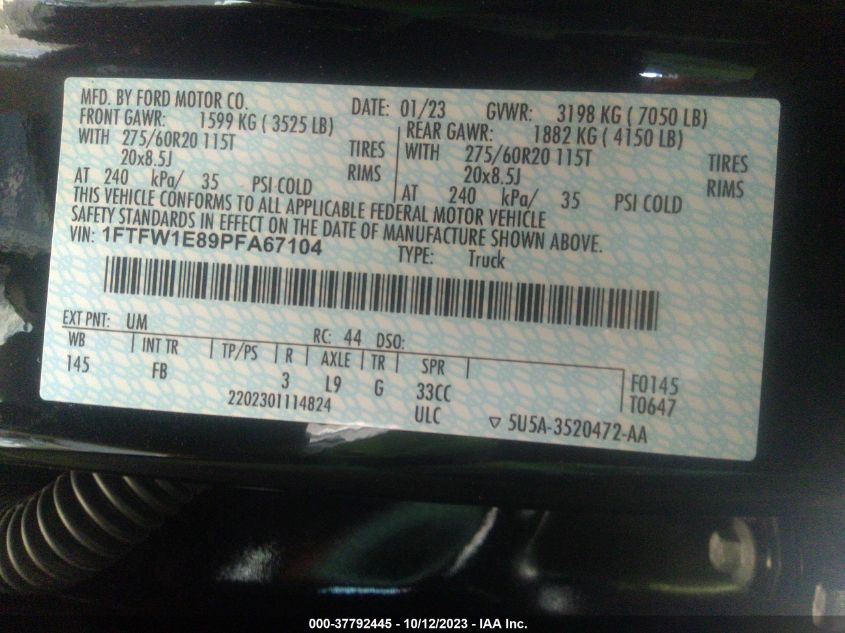 MFD. BY FORD MOTOR CO. DATE: 01/23 GVWR: 3198 KG ( 7050 LB)
FRONT GAWR: 1599 KG ( 3525 LB) REAR GAWR: 1882 KG ( 4150 LB)
WITH 275/60R20 115T TIRES WITH 275/60R20 115T TIRES
20x8.5J RIMS 20x8.5J RIMS
AT 240 kPa/ 35 PSI COLD AT 240 kPa/ 35 PSI COLD
THIS VEHICLE CONFORMS TO ALL APPLICABLE FEDERAL MOTOR VEHICLE
SAFETY STANDARDS IN EFFECT ON THE DATE OF MANUFACTURE SHOWN ABOVE.
VIN: 1FTFW1E89PFA67104 TYPE: Truck
EXT PNT: UM RC: 44 DSO:
WB INT TR TP/PS R AXLE TR SPR
145 FB 3 L9 G 33CC F0145
2202301114824 ULC T0647
▽ 5U5A-3520472-AA
000-37792445 - 10/12/2023 - IAA Inc.